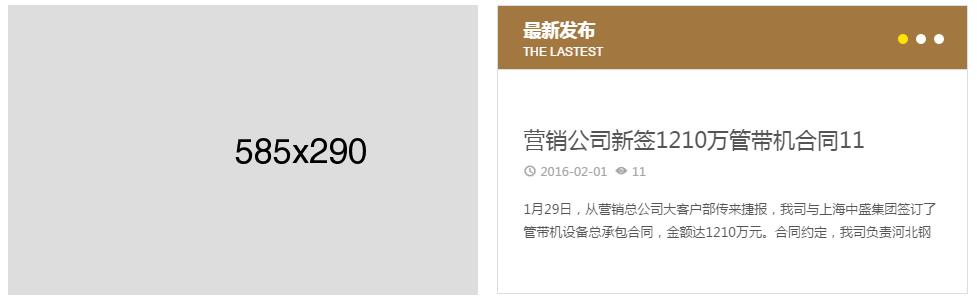 585x290
最新发布
THE LASTEST
营销公司新签1210万管带机合同11
2016-02-01 11
1月29日，从营销总公司大客户部传来捷报，我司与上海中盛集团签订了
管带机设备总承包合同，金额达1210万元。合同约定，我司负责河北钢